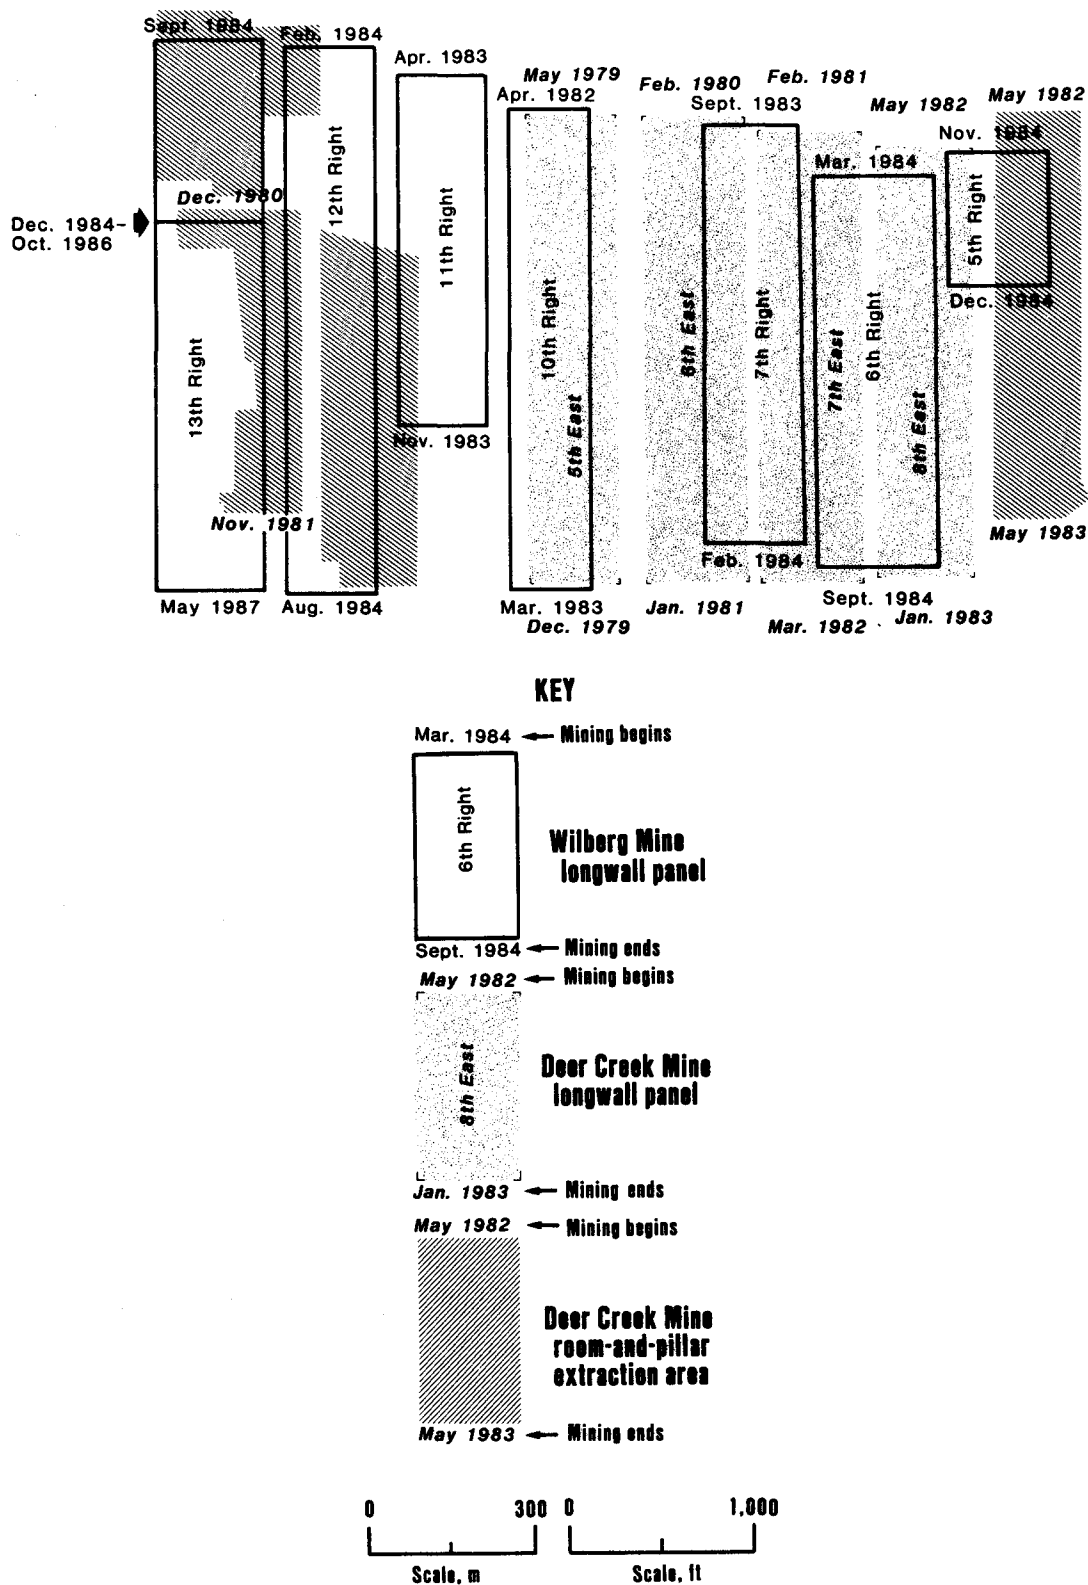 Sept. 1984
Feb. 1984
Apr. 1983
May 1979
Apr. 1982
Feb. 1980
Sept. 1983
Feb. 1981
May 1982
May 1982
Nov. 1984
Mar. 1984
Dec. 1980
Dec. 1984–
Oct. 1986
12th Right
11th Right
5th Right
Dec. 1984
13th Right
10th Right
5th East
6th East
7th Right
7th East
6th Right
8th East
Nov. 1983
Nov. 1981
May 1983
Feb. 1984
May 1987
Aug. 1984
Mar. 1983
Dec. 1979
Jan. 1981
Sept. 1984
Mar. 1982
Jan. 1983
KEY
Mar. 1984
Mining begins
6th Right
Wilberg Mine
longwall panel
Sept. 1984
Mining ends
May 1982
Mining begins
8th East
Deer Creek Mine
longwall panel
Jan. 1983
Mining ends
May 1982
Mining begins
Deer Creek Mine
room-and-pillar
extraction area
May 1983
Mining ends
0 300
Scale, m
0 1,000
Scale, ft